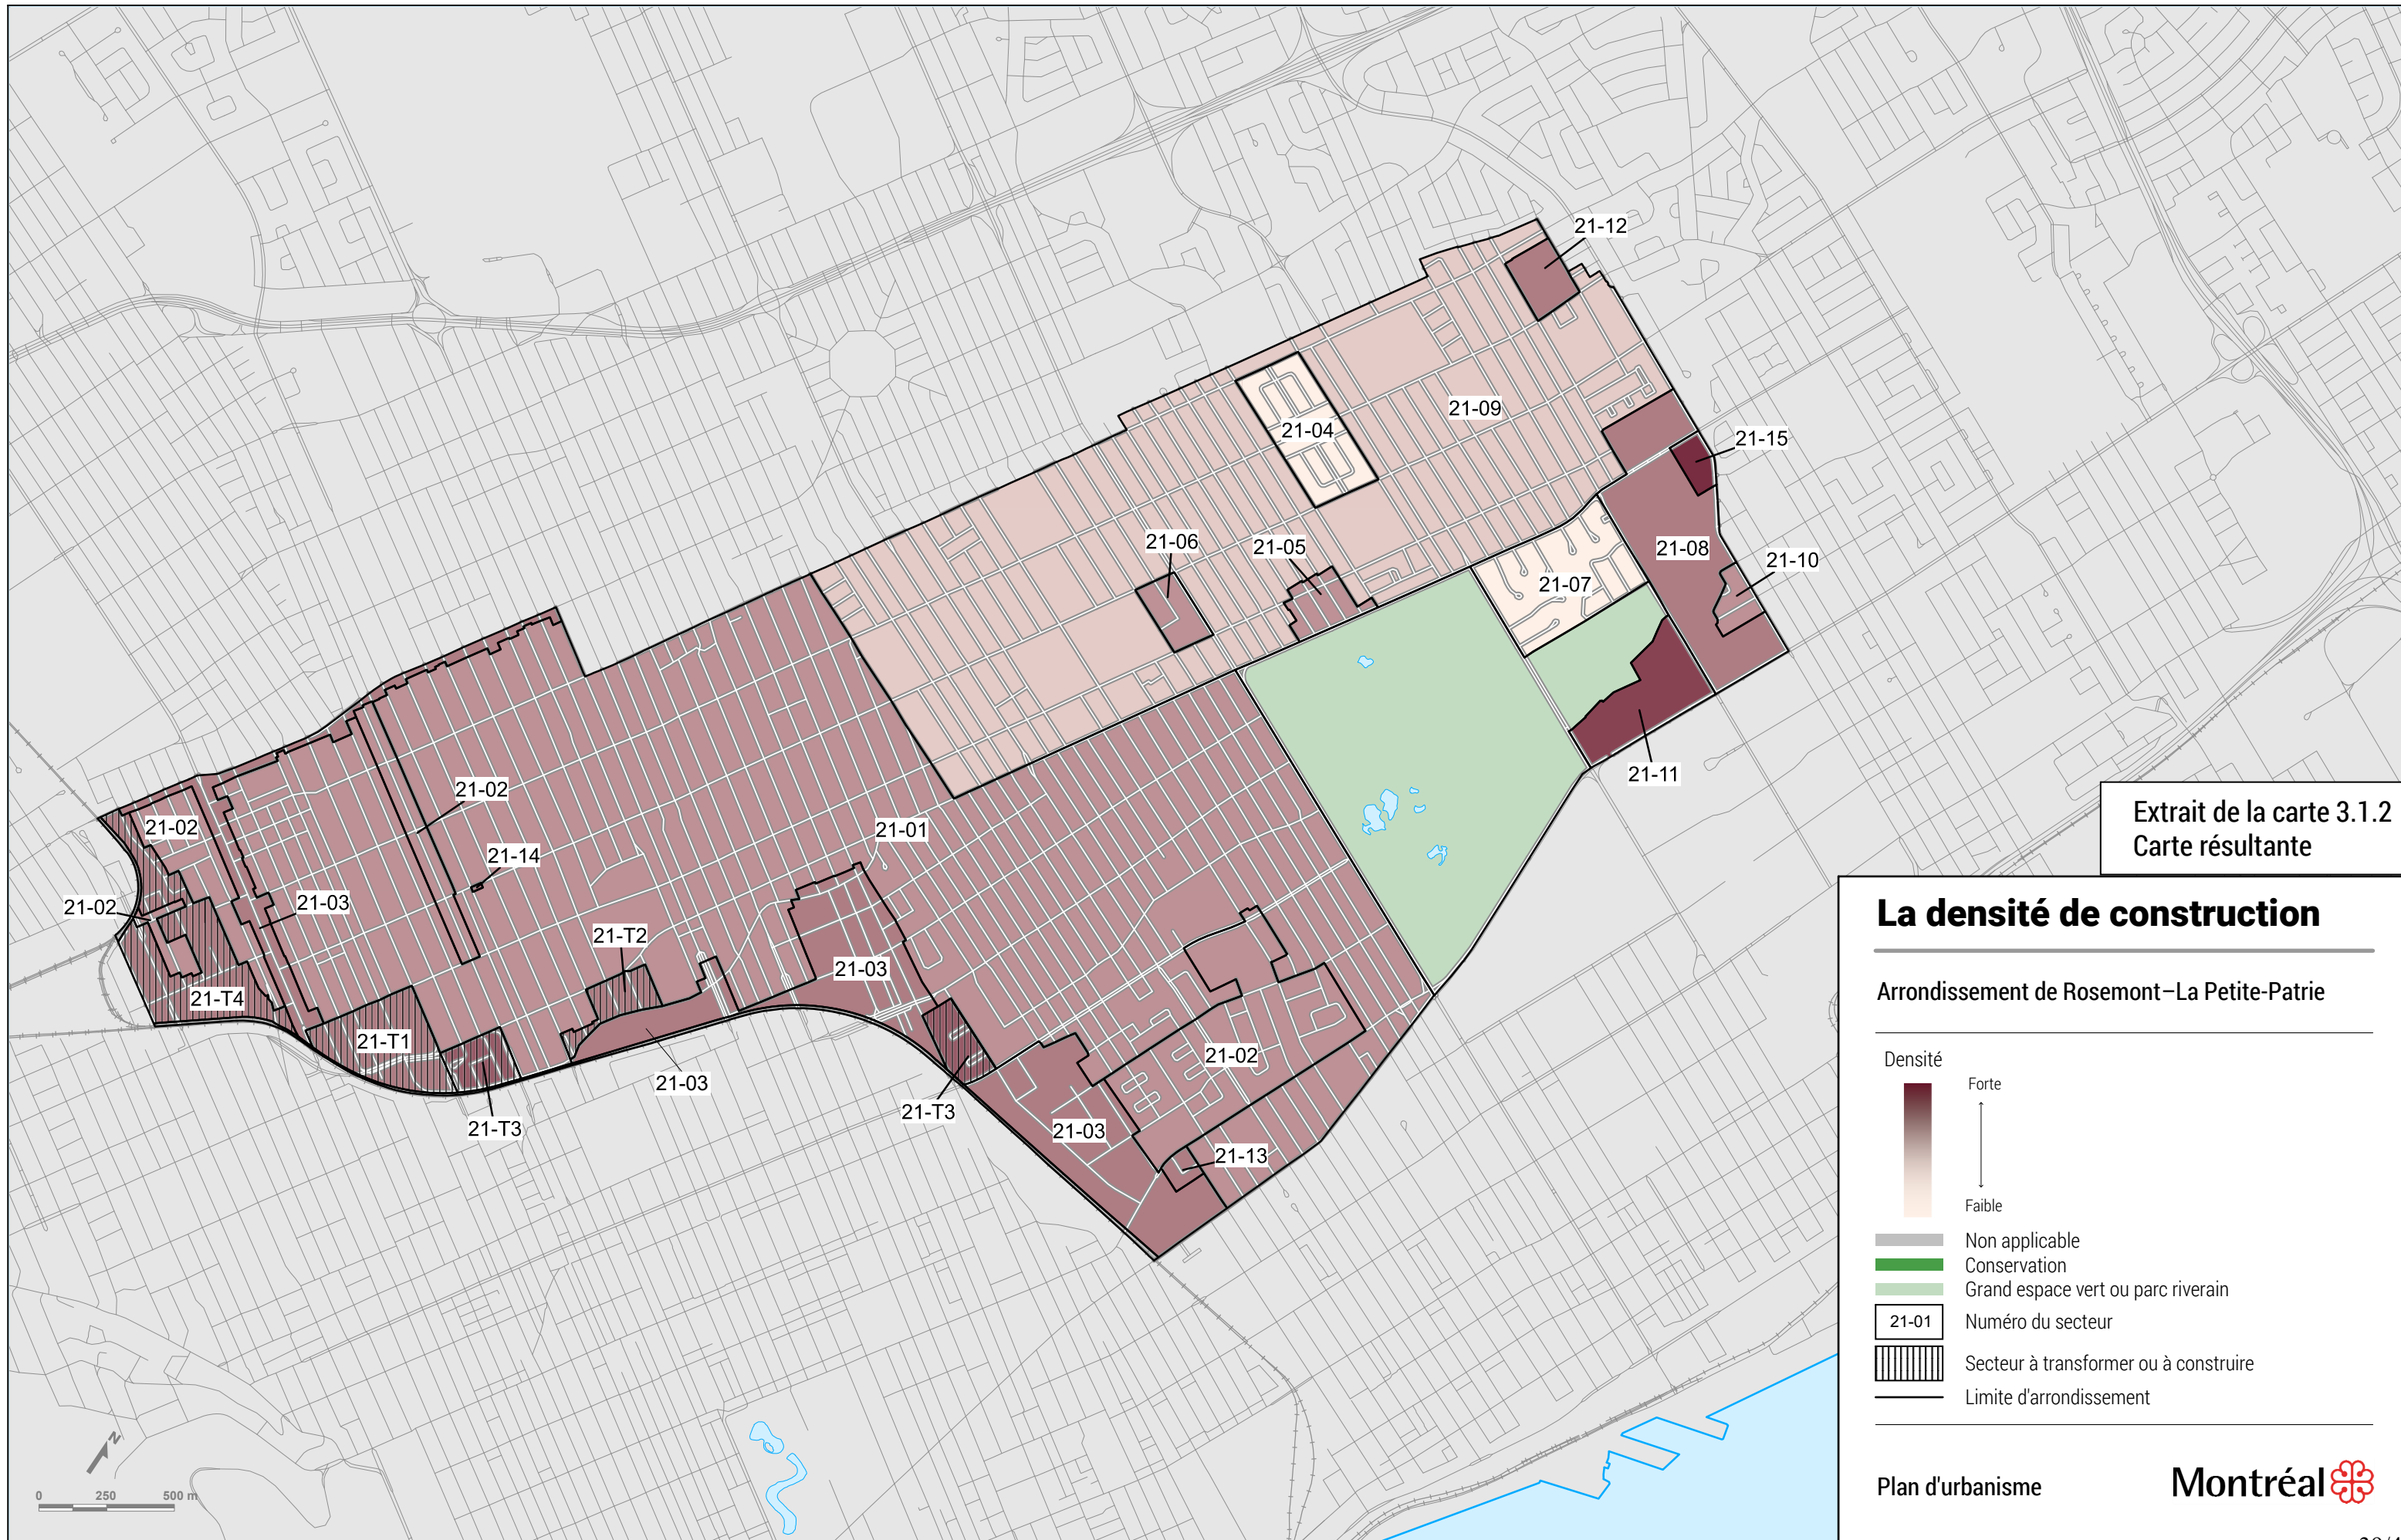 21-12
21-09
21-04
21-15
21-06
21-05
21-08
21-10
21-07
21-11
21-02
21-01
21-02
21-14
21-03
21-02
21-T2
21-03
21-T4
21-T1
21-02
21-03
21-T3
21-T3
21-03
21-13
Extrait de la carte 3.1.2
Carte résultante
La densité de construction
Arrondissement de Rosemont–La Petite-Patrie
Densité
Forte
Faible
Non applicable
Conservation
Grand espace vert ou parc riverain
21-01 Numéro du secteur
Secteur à transformer ou à construire
Limite d'arrondissement
Plan d'urbanisme
Montréal
N
0 250 500 m